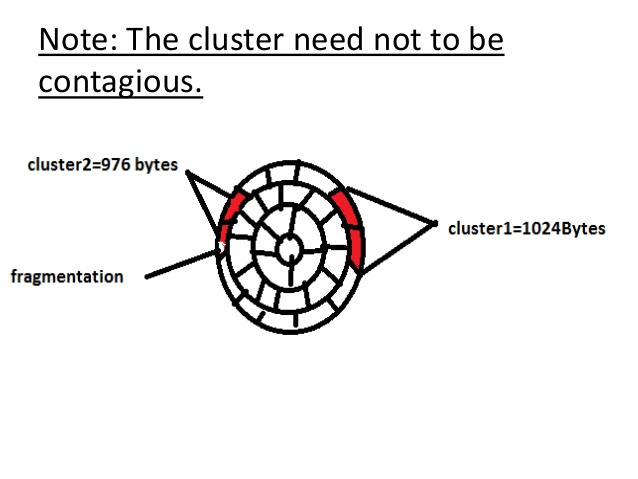 Note: The cluster need not to be
contagious.
cluster2=976 bytes
cluster1=1024Bytes
fragmentation